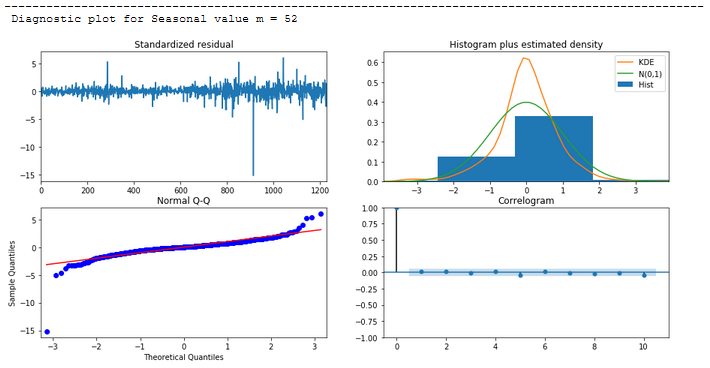 Diagnostic plot for Seasonal value m = 52
Standardized residual
5
0
−5
−10
−15
0 200 400 600 800 1000 1200
Histogram plus estimated density
KDE
N(0,1)
Hist
0.6
0.5
0.4
0.3
0.2
0.1
0.0
−3 −2 −1 0 1 2 3
Normal Q-Q
Sample Quantiles
5
0
−5
−10
−15
−3 −2 −1 0 1 2 3
Theoretical Quantiles
Correlogram
1.00
0.75
0.50
0.25
0.00
−0.25
−0.50
−0.75
−1.00
0 2 4 6 8 10